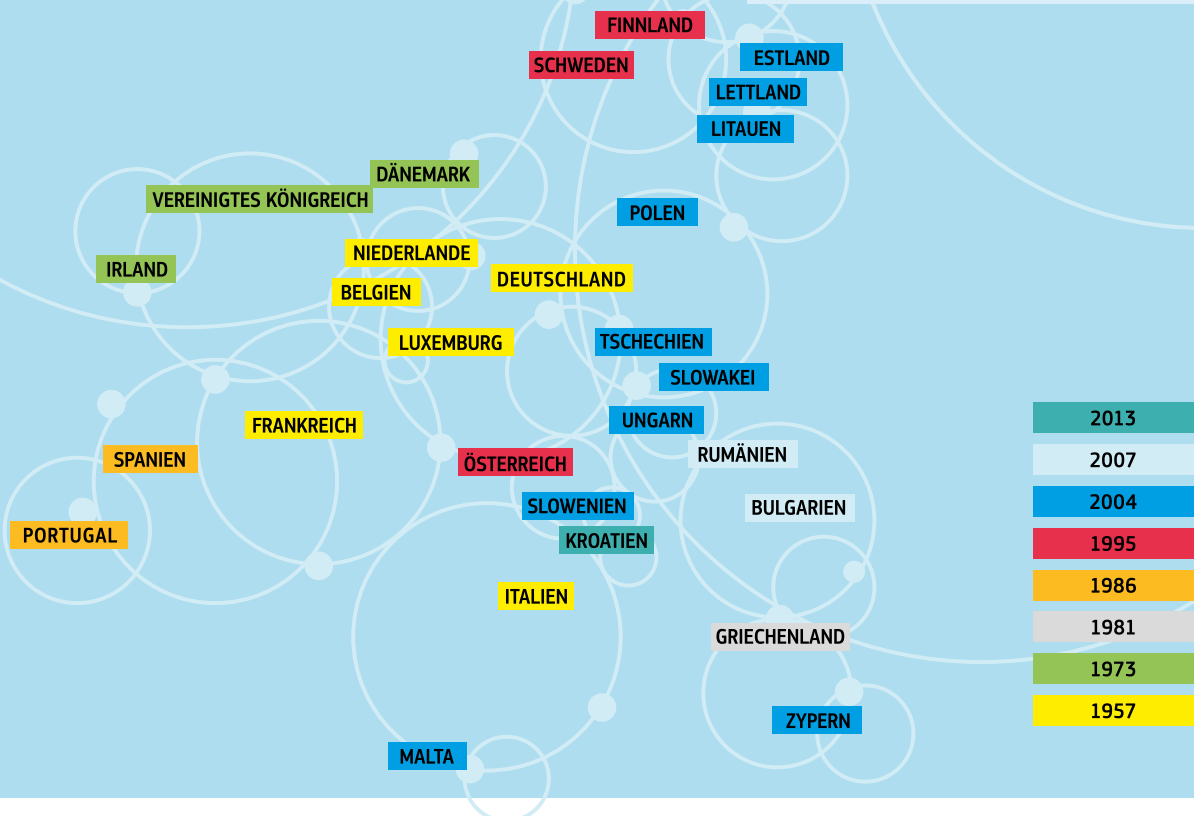 FINNLAND
SCHWEDEN
ESTLAND
LETTLAND
LITAUEN
DÄNEMARK
VEREINIGTES KÖNIGREICH
POLEN
NIEDERLANDE
IRLAND
DEUTSCHLAND
BELGIEN
LUXEMBURG
TSCHECHIEN
SLOWAKEI
UNGARN
FRANKREICH
RUMÄNIEN
SPANIEN
ÖSTERREICH
SLOWENIEN
BULGARIEN
PORTUGAL
KROATIEN
ITALIEN
GRIECHENLAND
ZYPERN
MALTA
2013
2007
2004
1995
1986
1981
1973
1957